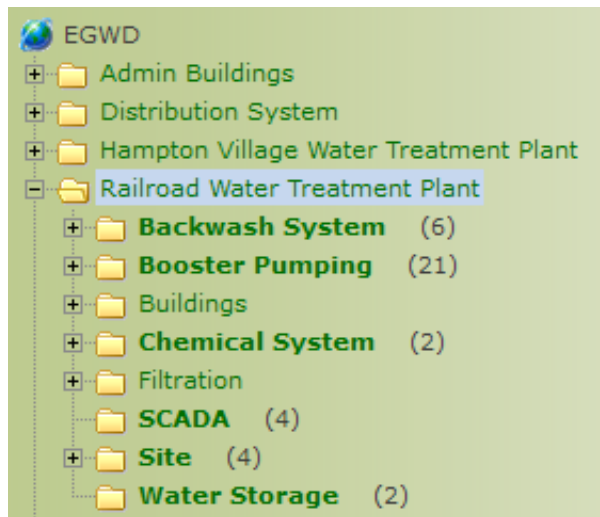 EGWD
Admin Buildings
Distribution System
Hampton Village Water Treatment Plant
Railroad Water Treatment Plant
Backwash System (6)
Booster Pumping (21)
Buildings
Chemical System (2)
Filtration
SCADA (4)
Site (4)
Water Storage (2)